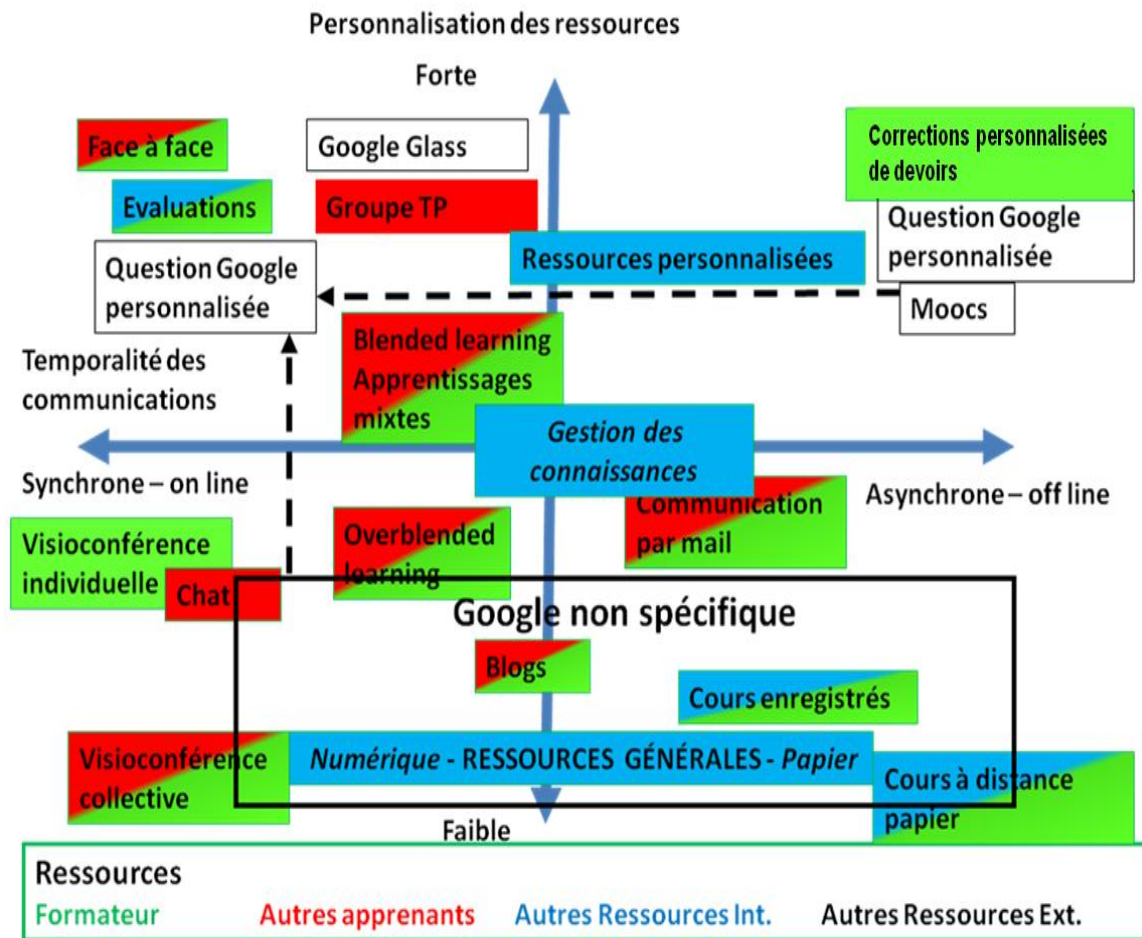 Personnalisation des ressources
Forte
Face à face
Google Glass
Corrections personnalisées
de devoirs
Evaluations
Groupe TP
Question Google
personnalisée
Ressources personnalisées
Question Google
personnalisée
Moocs
Blended learning
Apprentissages
mixtes
Temporalité des
communications
Gestion des
connaissances
Synchrone – on line
Asynchrone – off line
Communication
par mail
Visioconférence
individuelle
Overblended
learning
Chat
Google non spécifique
Blogs
Cours enregistrés
Visioconférence
collective
Numérique - RESSOURCES GÉNÉRALES - Papier
Cours à distance
papier
Faible
Ressources
Formateur Autres apprenants Autres Ressources Int. Autres Ressources Ext.